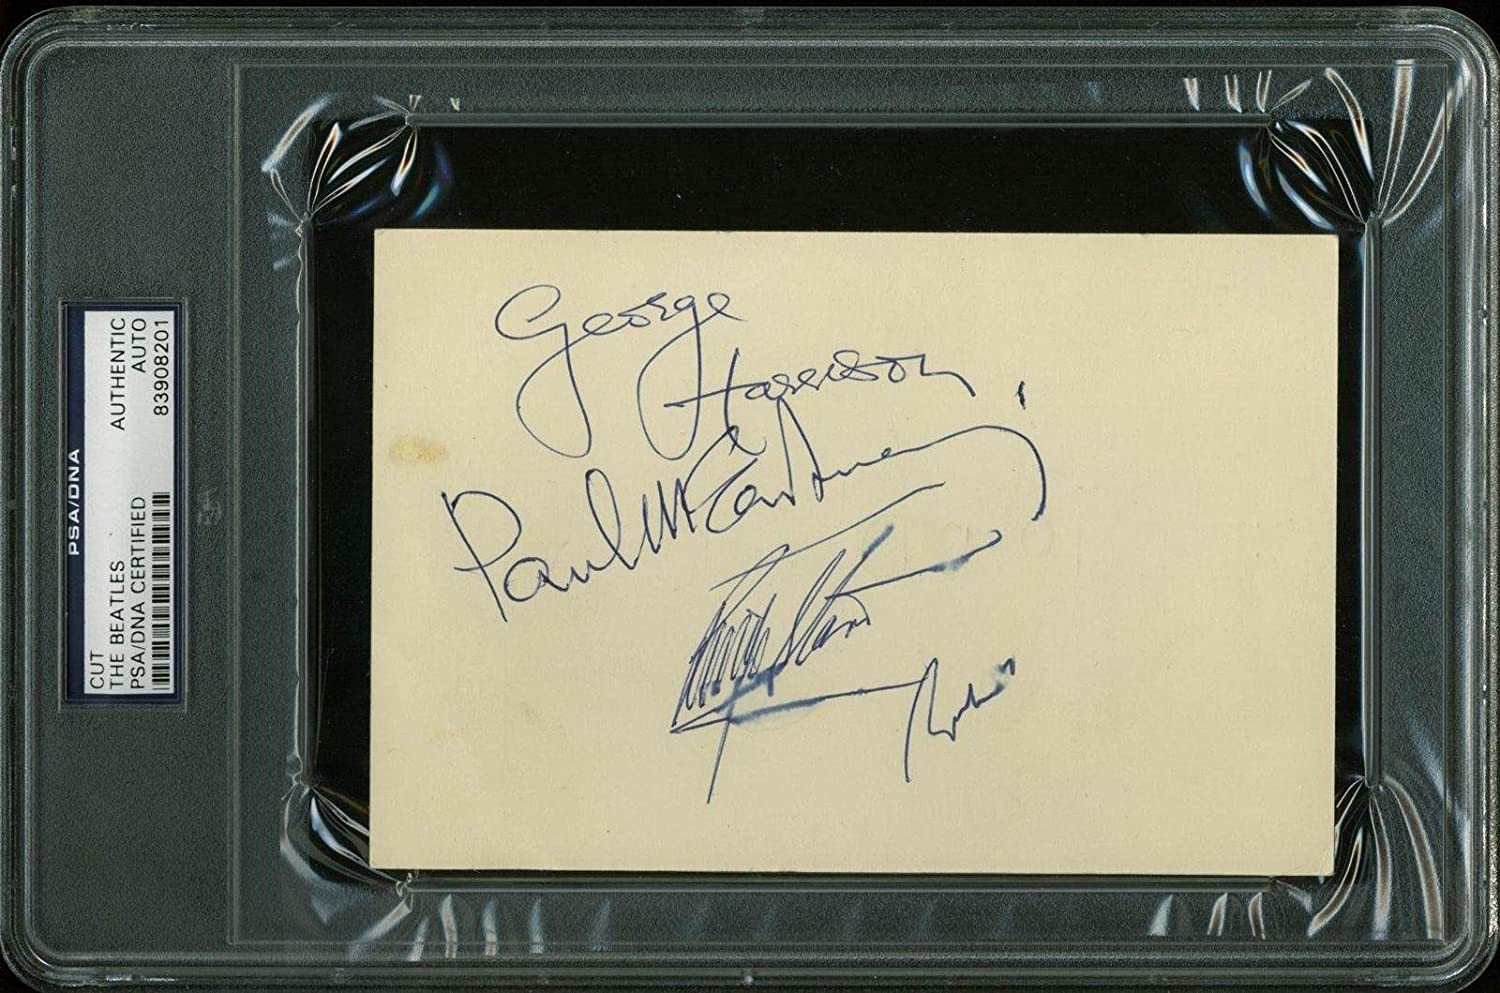 PSA/DNA
CUT
THE BEATLES
PSA/DNA CERTIFIED
AUTHENTIC
AUTO
83908201
George
Harrison
Paul McCartney
Ringo Starr